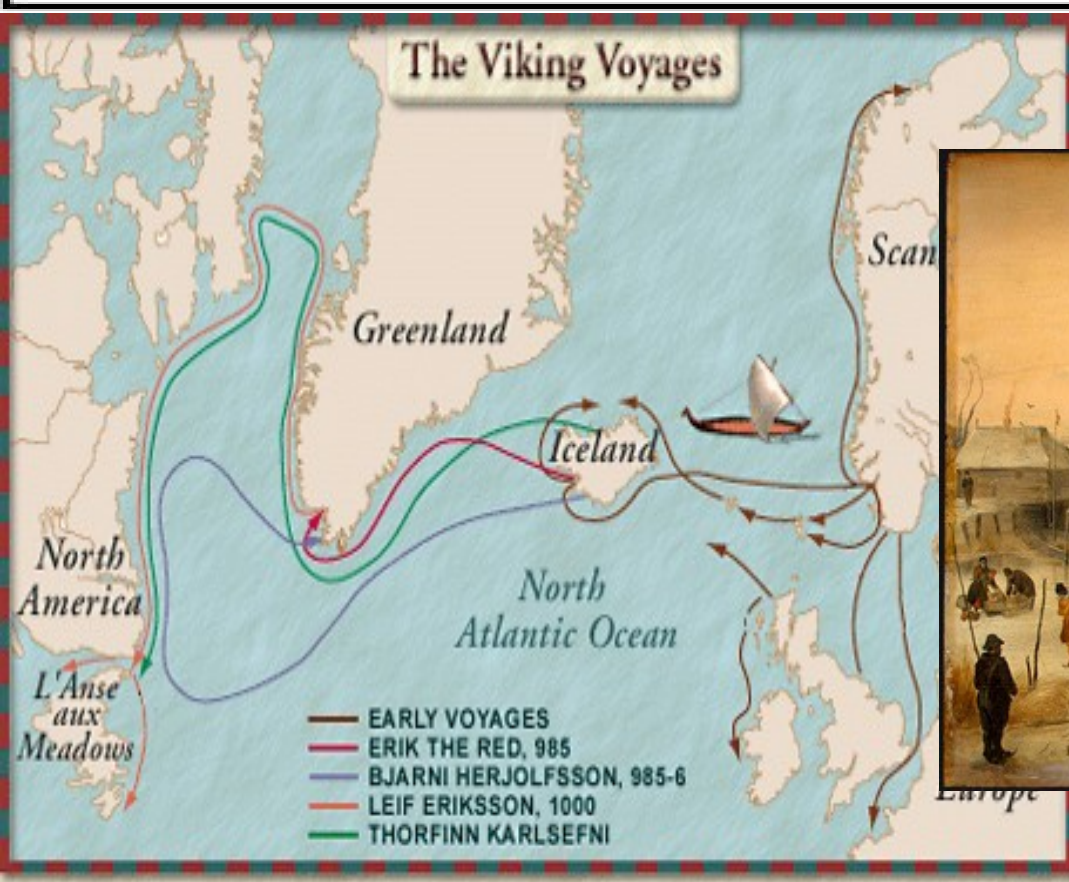 The Viking Voyages
Scan
Greenland
Iceland
North
America
North
Atlantic Ocean
L'Anse
aux
Meadows
EARLY VOYAGES
ERIK THE RED, 985
BJARNI HERJOLFSSON, 985-6
LEIF ERIKSSON, 1000
THORFINN KARLSEFNI
Europe